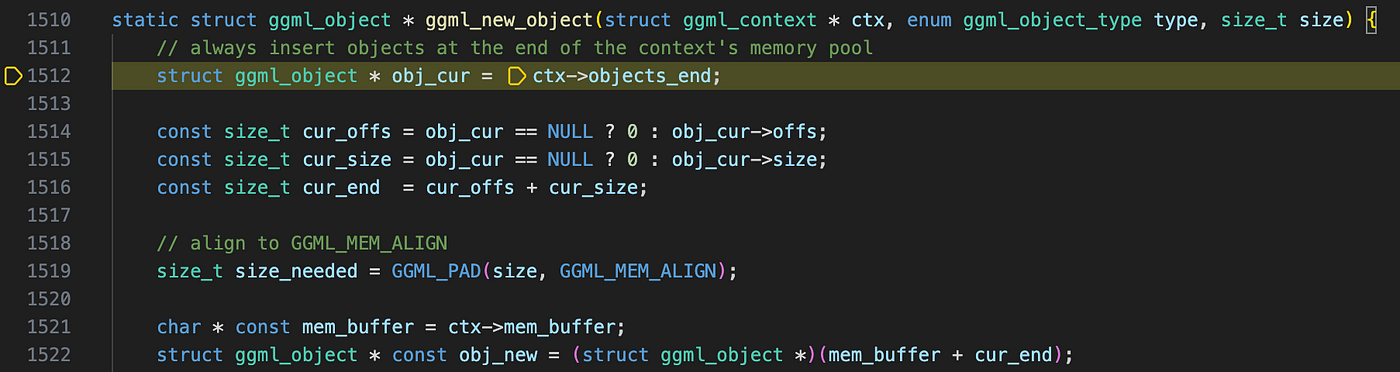 1510 static struct ggml_object * ggml_new_object(struct ggml_context * ctx, enum ggml_object_type type, size_t size) {
1511     // always insert objects at the end of the context's memory pool
1512     struct ggml_object * obj_cur = ctx->objects_end;
1513
1514     const size_t cur_offs = obj_cur == NULL ? 0 : obj_cur->offs;
1515     const size_t cur_size = obj_cur == NULL ? 0 : obj_cur->size;
1516     const size_t cur_end  = cur_offs + cur_size;
1517
1518     // align to GGML_MEM_ALIGN
1519     size_t size_needed = GGML_PAD(size, GGML_MEM_ALIGN);
1520
1521     char * const mem_buffer = ctx->mem_buffer;
1522     struct ggml_object * const obj_new = (struct ggml_object *)(mem_buffer + cur_end);